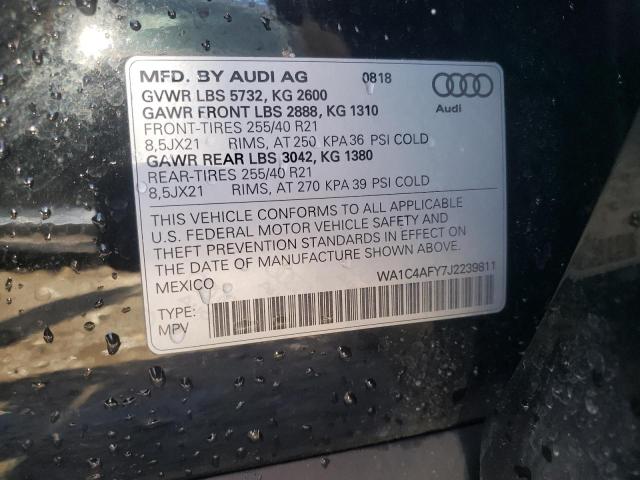 MFD. BY AUDI AG 0818
GVWR LBS 5732, KG 2600
GAWR FRONT LBS 2888, KG 1310
FRONT-TIRES 255/40 R21
8,5JX21 RIMS, AT 250 KPA 36 PSI COLD
GAWR REAR LBS 3042, KG 1380
REAR-TIRES 255/40 R21
8,5JX21 RIMS, AT 270 KPA 39 PSI COLD
Audi
THIS VEHICLE CONFORMS TO ALL APPLICABLE
U.S. FEDERAL MOTOR VEHICLE SAFETY AND
THEFT PREVENTION STANDARDS IN EFFECT ON
THE DATE OF MANUFACTURE SHOWN ABOVE.
MEXICO WA1C4AFY7J2239811
TYPE:
MPV